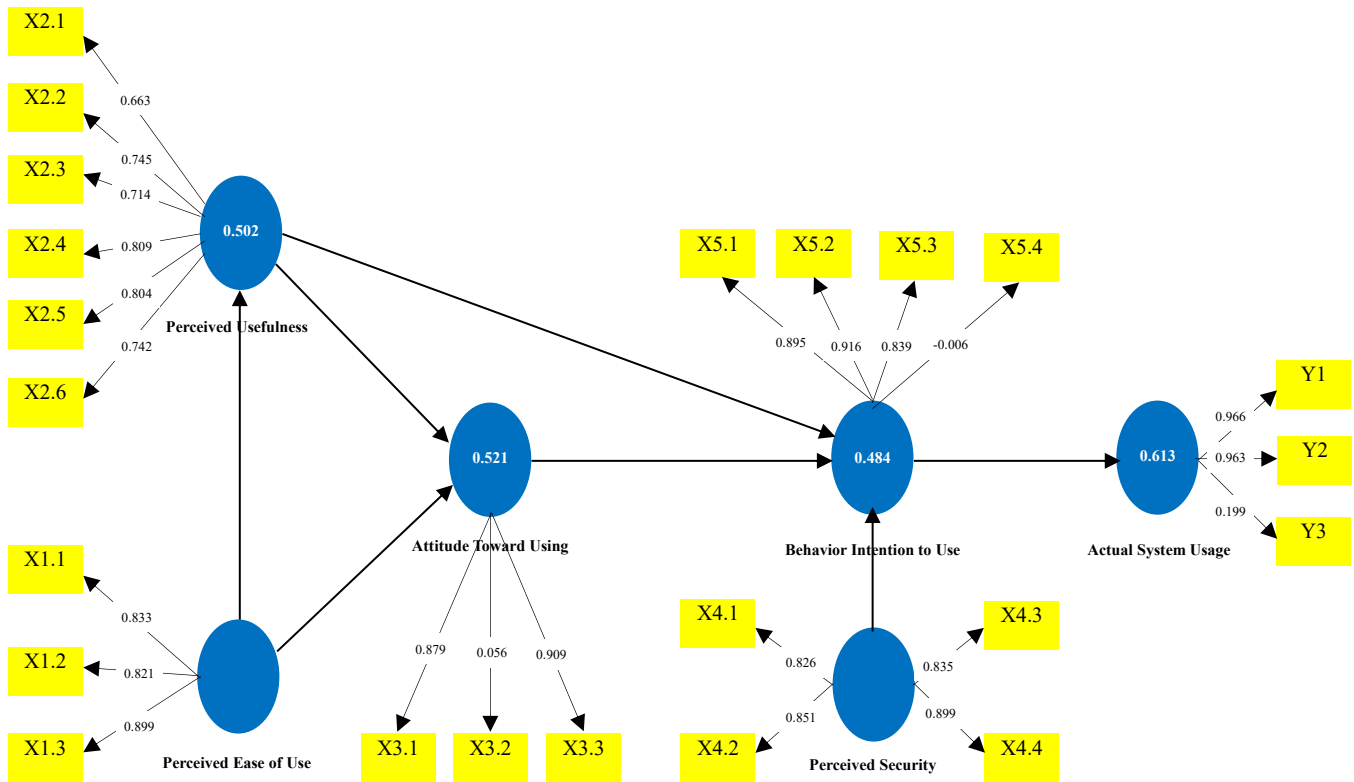 X2.1
X2.2
X2.3
X2.4
X2.5
X2.6
0.663
0.745
0.714
0.809
0.804
0.742
0.502
Perceived Usefulness
X5.1
X5.2
X5.3
X5.4
0.895
0.916
0.839
-0.006
0.521
Attitude Toward Using
0.484
Behavior Intention to Use
0.613
Actual System Usage
0.966
0.963
0.199
Y1
Y2
Y3
X1.1
X1.2
X1.3
0.833
0.821
0.899
Perceived Ease of Use
0.879
0.056
0.909
X3.1
X3.2
X3.3
X4.1
X4.2
0.826
0.851
0.835
0.899
X4.3
X4.4
Perceived Security